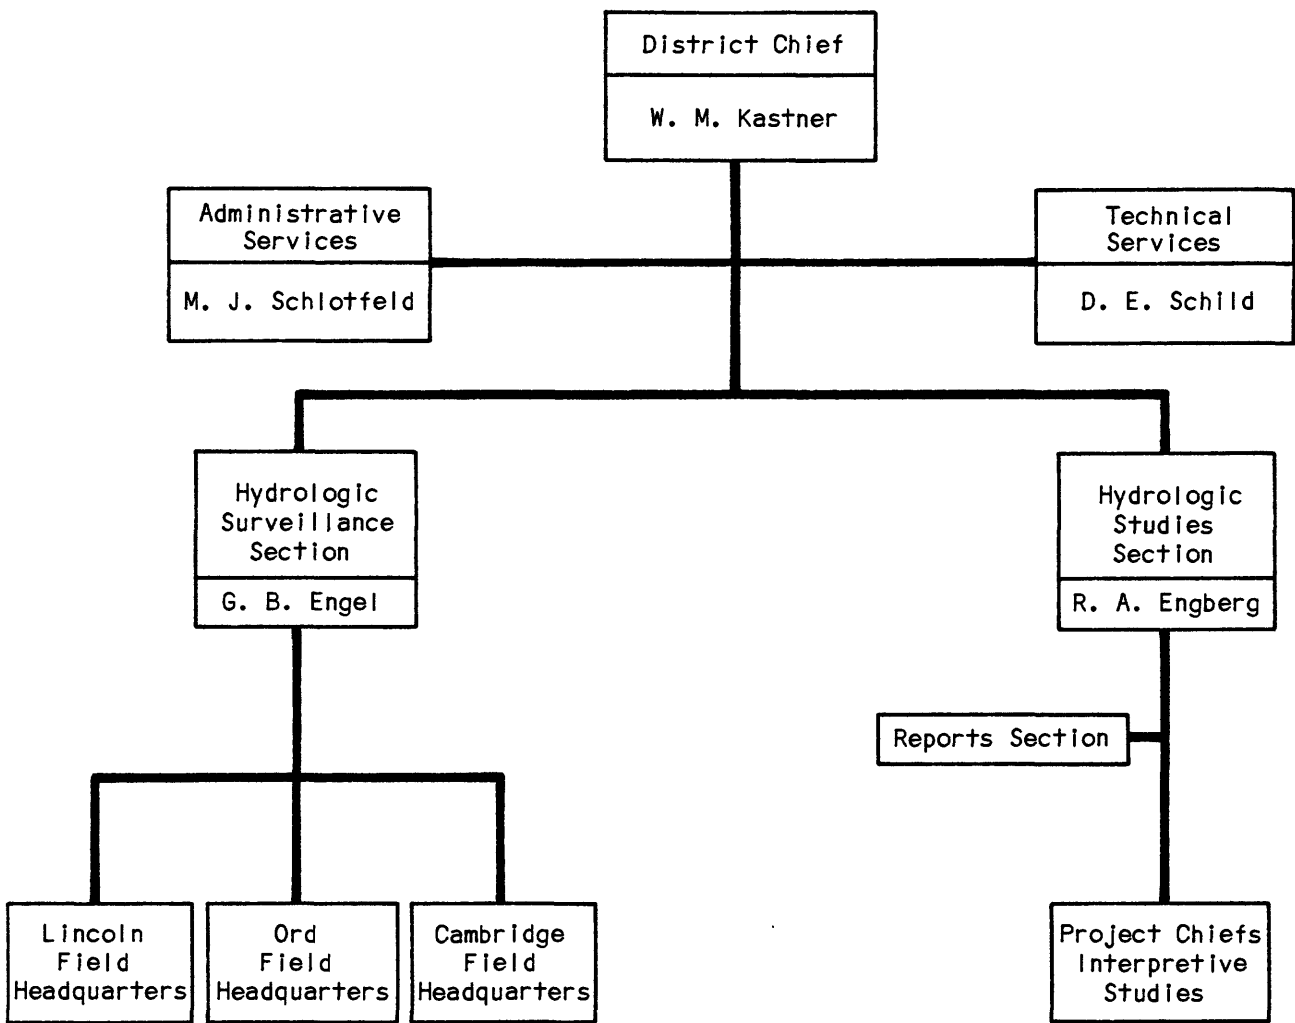 District Chief
W. M. Kastner
Administrative
Services
M. J. Schlotfeld
Technical
Services
D. E. Schild
Hydrologic
Surveillance
Section
G. B. Engel
Hydrologic
Studies
Section
R. A. Engberg
Reports Section
Lincoln
Field
Headquarters
Ord
Field
Headquarters
Cambridge
Field
Headquarters
Project Chiefs
Interpretive
Studies